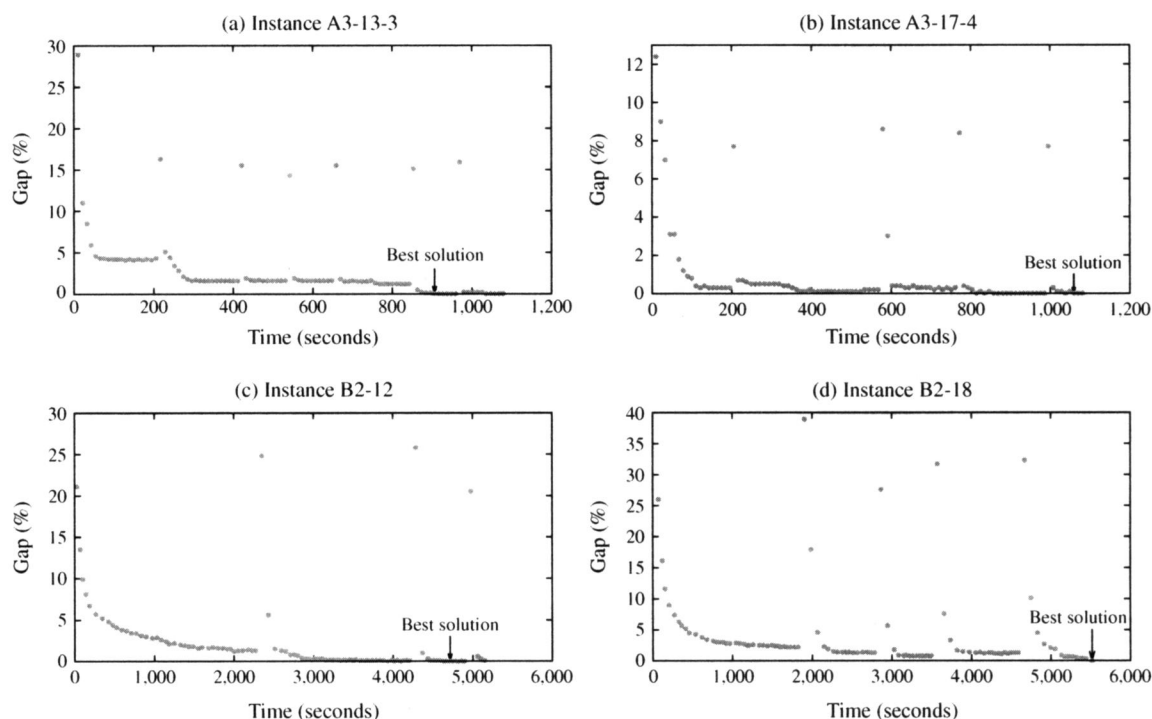 (a) Instance A3-13-3
30
25
20
15
10
5
0
Gap (%)
Best solution
0 200 400 600 800 1,000 1,200
Time (seconds)
(b) Instance A3-17-4
12
10
8
6
4
2
0
Gap (%)
Best solution
0 200 400 600 800 1,000 1,200
Time (seconds)
(c) Instance B2-12
30
25
20
15
10
5
0
Gap (%)
Best solution
0 1,000 2,000 3,000 4,000 5,000 6,000
Time (seconds)
(d) Instance B2-18
40
35
30
25
20
15
10
5
0
Gap (%)
Best solution
0 1,000 2,000 3,000 4,000 5,000 6,000
Time (seconds)